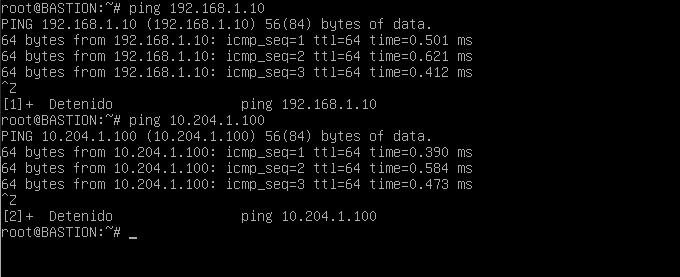 root@BASTION:~# ping 192.168.1.10
PING 192.168.1.10 (192.168.1.10) 56(84) bytes of data.
64 bytes from 192.168.1.10: icmp_seq=1 ttl=64 time=0.501 ms
64 bytes from 192.168.1.10: icmp_seq=2 ttl=64 time=0.621 ms
64 bytes from 192.168.1.10: icmp_seq=3 ttl=64 time=0.412 ms
^Z
[1]+  Detenido                ping 192.168.1.10
root@BASTION:~# ping 10.204.1.100
PING 10.204.1.100 (10.204.1.100) 56(84) bytes of data.
64 bytes from 10.204.1.100: icmp_seq=1 ttl=64 time=0.390 ms
64 bytes from 10.204.1.100: icmp_seq=2 ttl=64 time=0.584 ms
64 bytes from 10.204.1.100: icmp_seq=3 ttl=64 time=0.473 ms
^Z
[2]+  Detenido                ping 10.204.1.100
root@BASTION:~# _